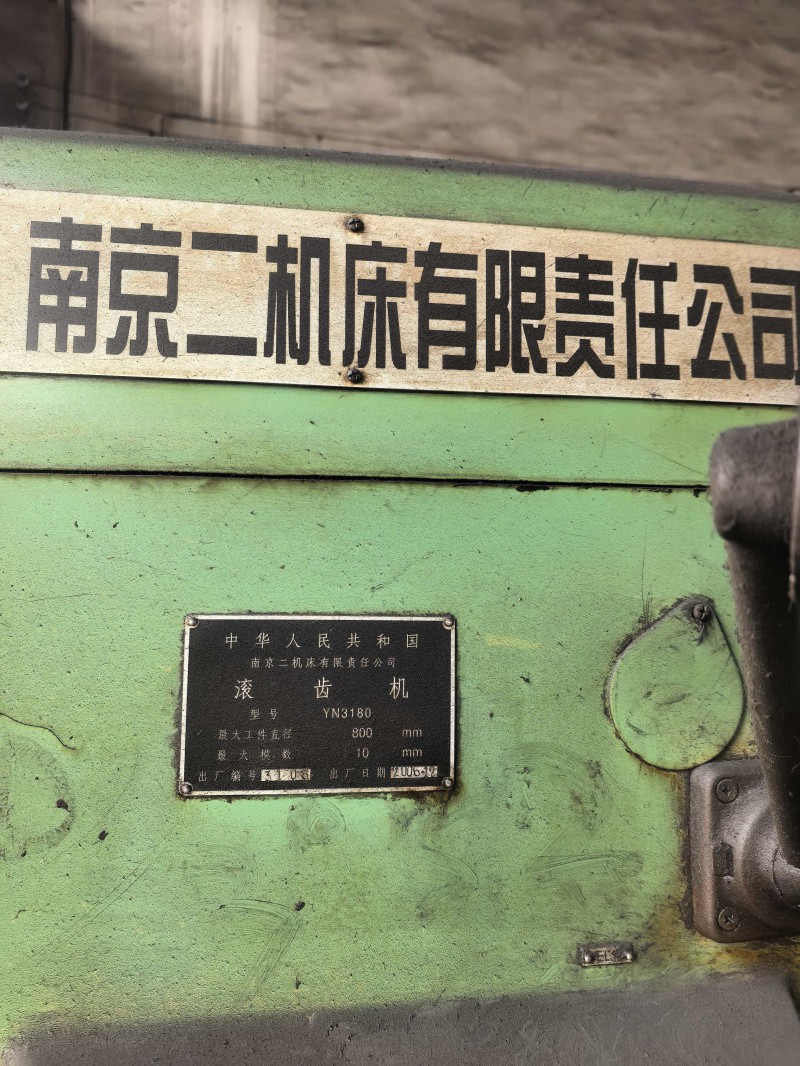 南京二机床有限责任公司
中华人民共和国
南京二机床有限责任公司
滚 齿 机
型号 YN3180
最大工件直径 800 mm
最大模数 10 mm
出厂编号 出厂日期 2006.12